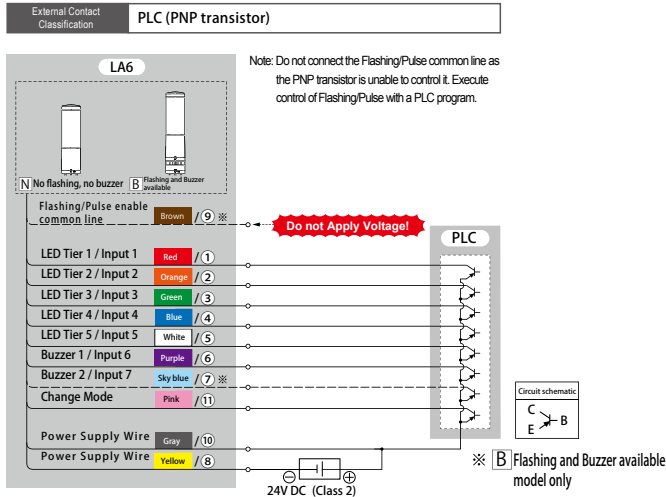 External Contact
Classification
PLC (PNP transistor)
LA6
Note: Do not connect the Flashing/Pulse common line as
the PNP transistor is unable to control it. Execute
control of Flashing/Pulse with a PLC program.
N No flashing, no buzzer
B Flashing and Buzzer
available
Flashing/Pulse enable
common line
Brown / ⑨ ※
Do not Apply Voltage!
PLC
LED Tier 1 / Input 1 Red / ①
LED Tier 2 / Input 2 Orange / ②
LED Tier 3 / Input 3 Green / ③
LED Tier 4 / Input 4 Blue / ④
LED Tier 5 / Input 5 White / ⑤
Buzzer 1 / Input 6 Purple / ⑥
Buzzer 2 / Input 7 Sky blue / ⑦ ※
Change Mode Pink / ⑪
Power Supply Wire Gray / ⑩
Power Supply Wire Yellow / ⑧
⊖ ⊕
24V DC (Class 2)
Circuit schematic
C
B
E
※ B Flashing and Buzzer available
model only